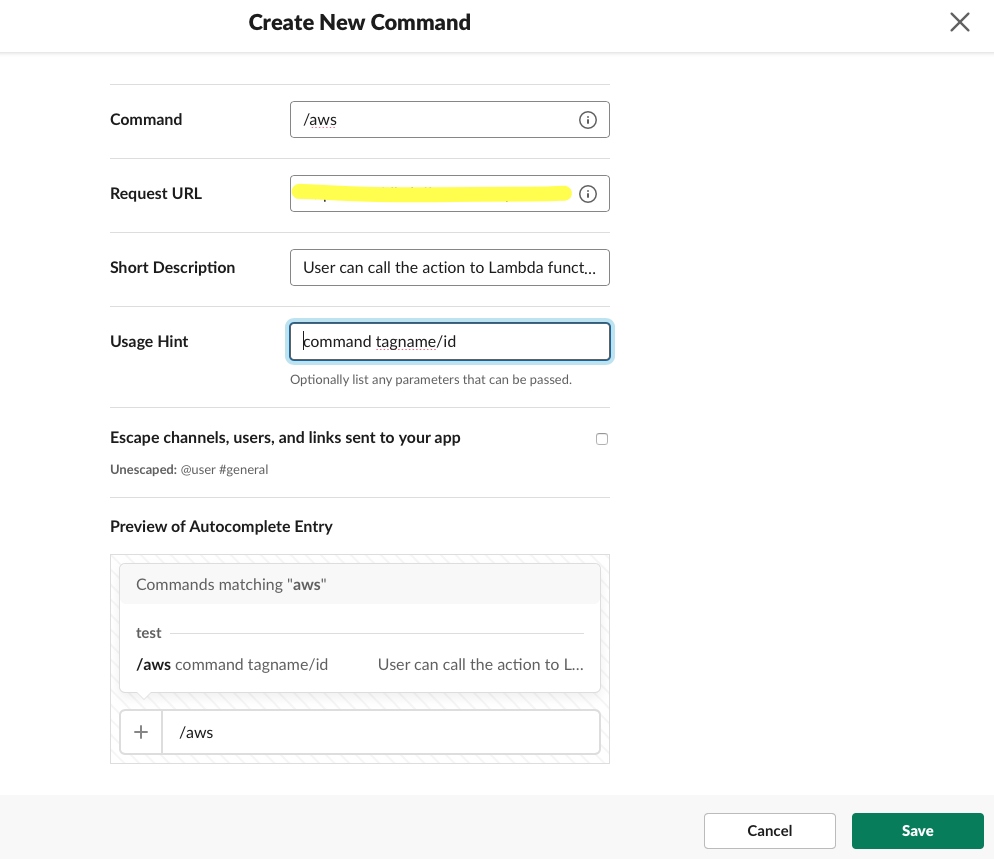 Create New Command
Command
/aws
Request URL
Short Description
User can call the action to Lambda funct...
Usage Hint
command tagname/id
Optionally list any parameters that can be passed.
Escape channels, users, and links sent to your app
Unescaped: @user #general
Preview of Autocomplete Entry
Commands matching "aws"
test
/aws command tagname/id User can call the action to L...
+ /aws
Cancel Save